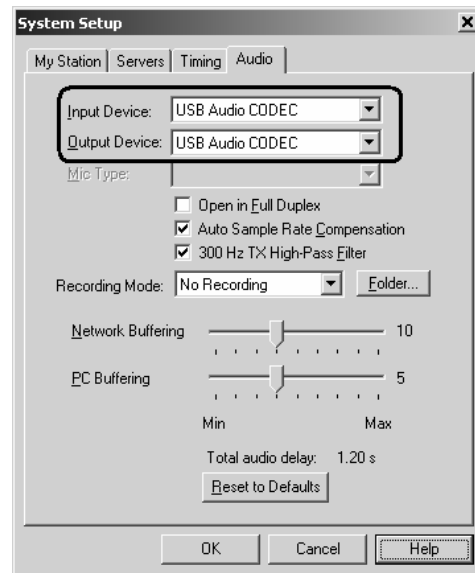 System Setup
My Station Servers Timing Audio
Input Device: USB Audio CODEC
Output Device: USB Audio CODEC
Mic Type:
Open in Full Duplex
Auto Sample Rate Compensation
300 Hz TX High-Pass Filter
Recording Mode: No Recording Folder...
Network Buffering 10
PC Buffering 5
Min Max
Total audio delay: 1.20 s
Reset to Defaults
OK Cancel Help